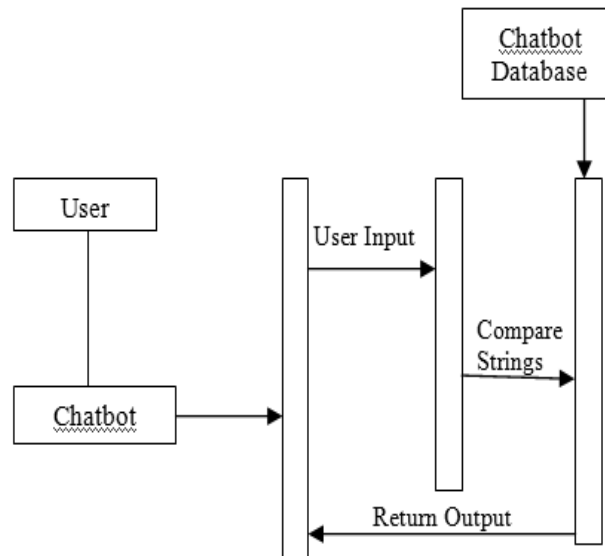 Chatbot
Database
User
User Input
Compare
Strings
Chatbot
Return Output